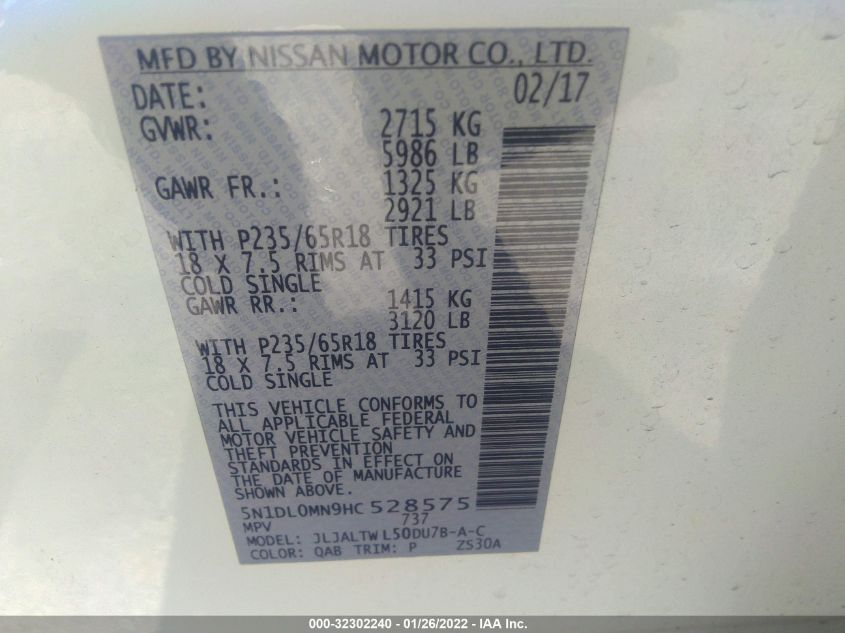 MFD BY NISSAN MOTOR CO., LTD.
DATE: 02/17
GVWR: 2715 KG
5986 LB
GAWR FR.: 1325 KG
2921 LB
WITH P235/65R18 TIRES
18 X 7.5 RIMS AT 33 PSI
COLD SINGLE
GAWR RR.: 1415 KG
3120 LB
WITH P235/65R18 TIRES
18 X 7.5 RIMS AT 33 PSI
COLD SINGLE
THIS VEHICLE CONFORMS TO
ALL APPLICABLE FEDERAL
MOTOR VEHICLE SAFETY AND
THEFT PREVENTION
STANDARDS IN EFFECT ON
THE DATE OF MANUFACTURE
SHOWN ABOVE.
5N1DL0MN9HC528575
MPV 737
MODEL: JLJALTWL50DU7B-A-C
COLOR: QAB TRIM: P ZS30A
000-32302240 - 01/26/2022 - IAA Inc.